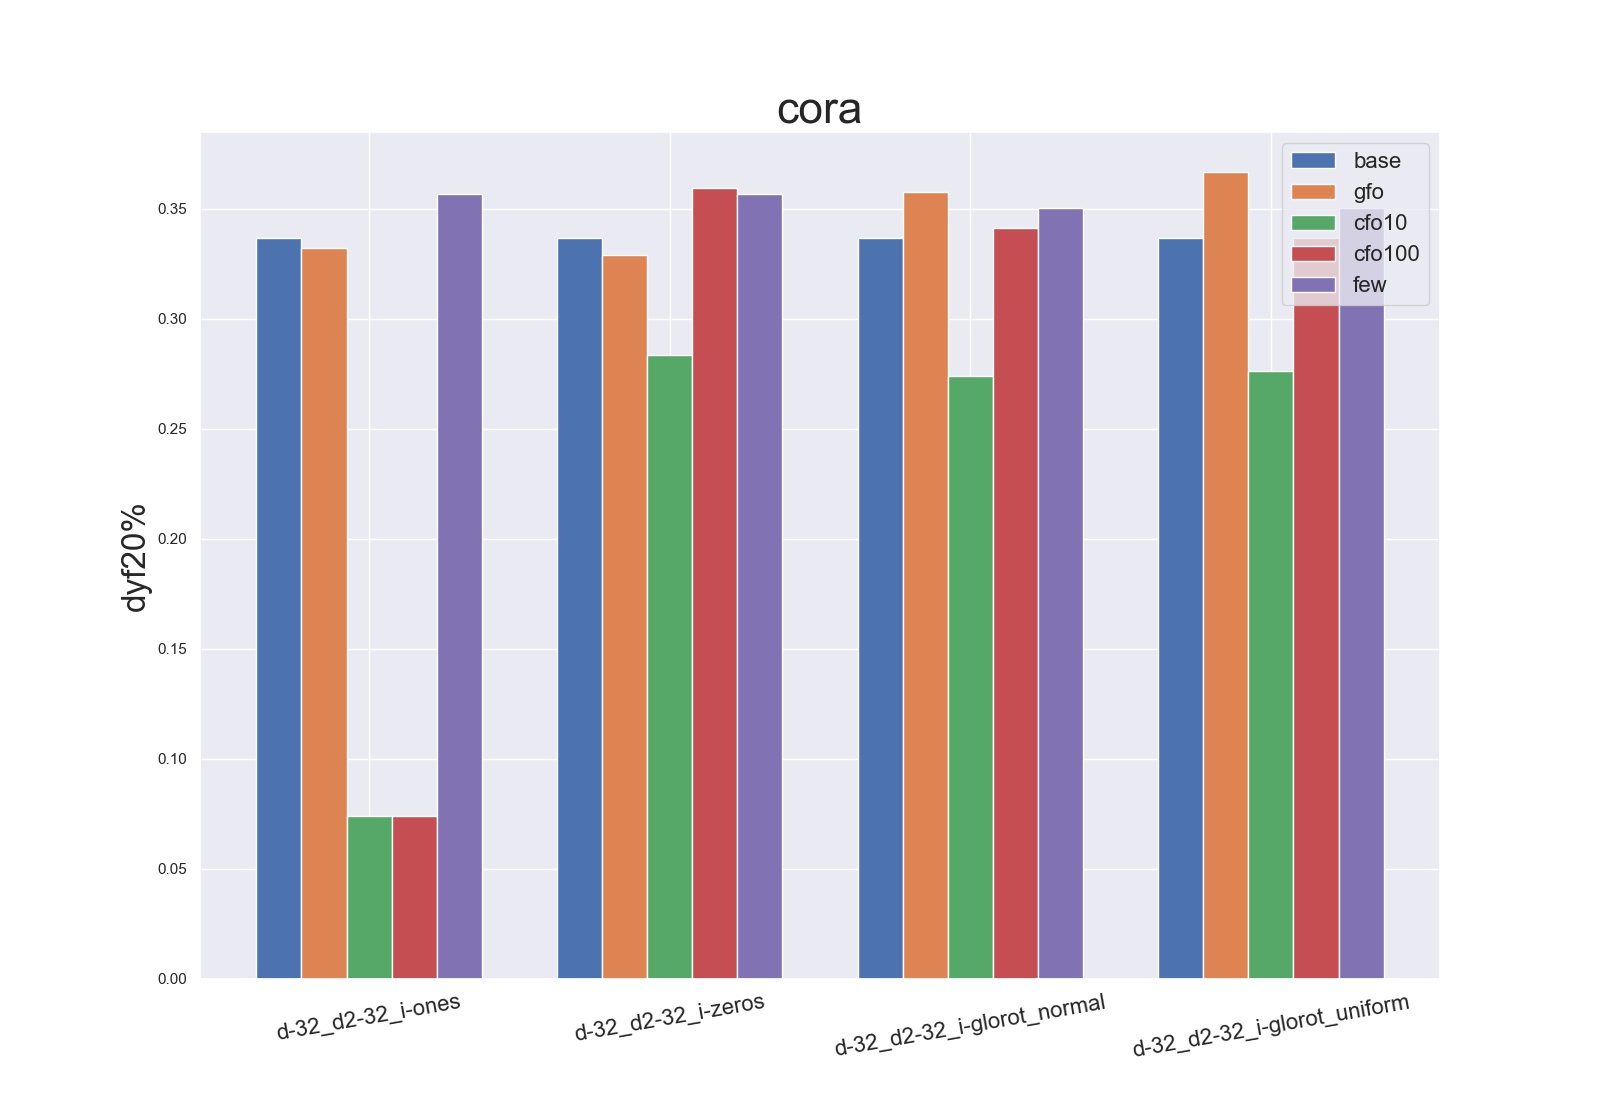 cora
base
gfo
cfo10
cfo100
few
dyf20%
0.35
0.30
0.25
0.20
0.15
0.10
0.05
0.00
d-32_d2-32_i-ones
d-32_d2-32_i-zeros
d-32_d2-32_i-glorot_normal
d-32_d2-32_i-glorot_uniform